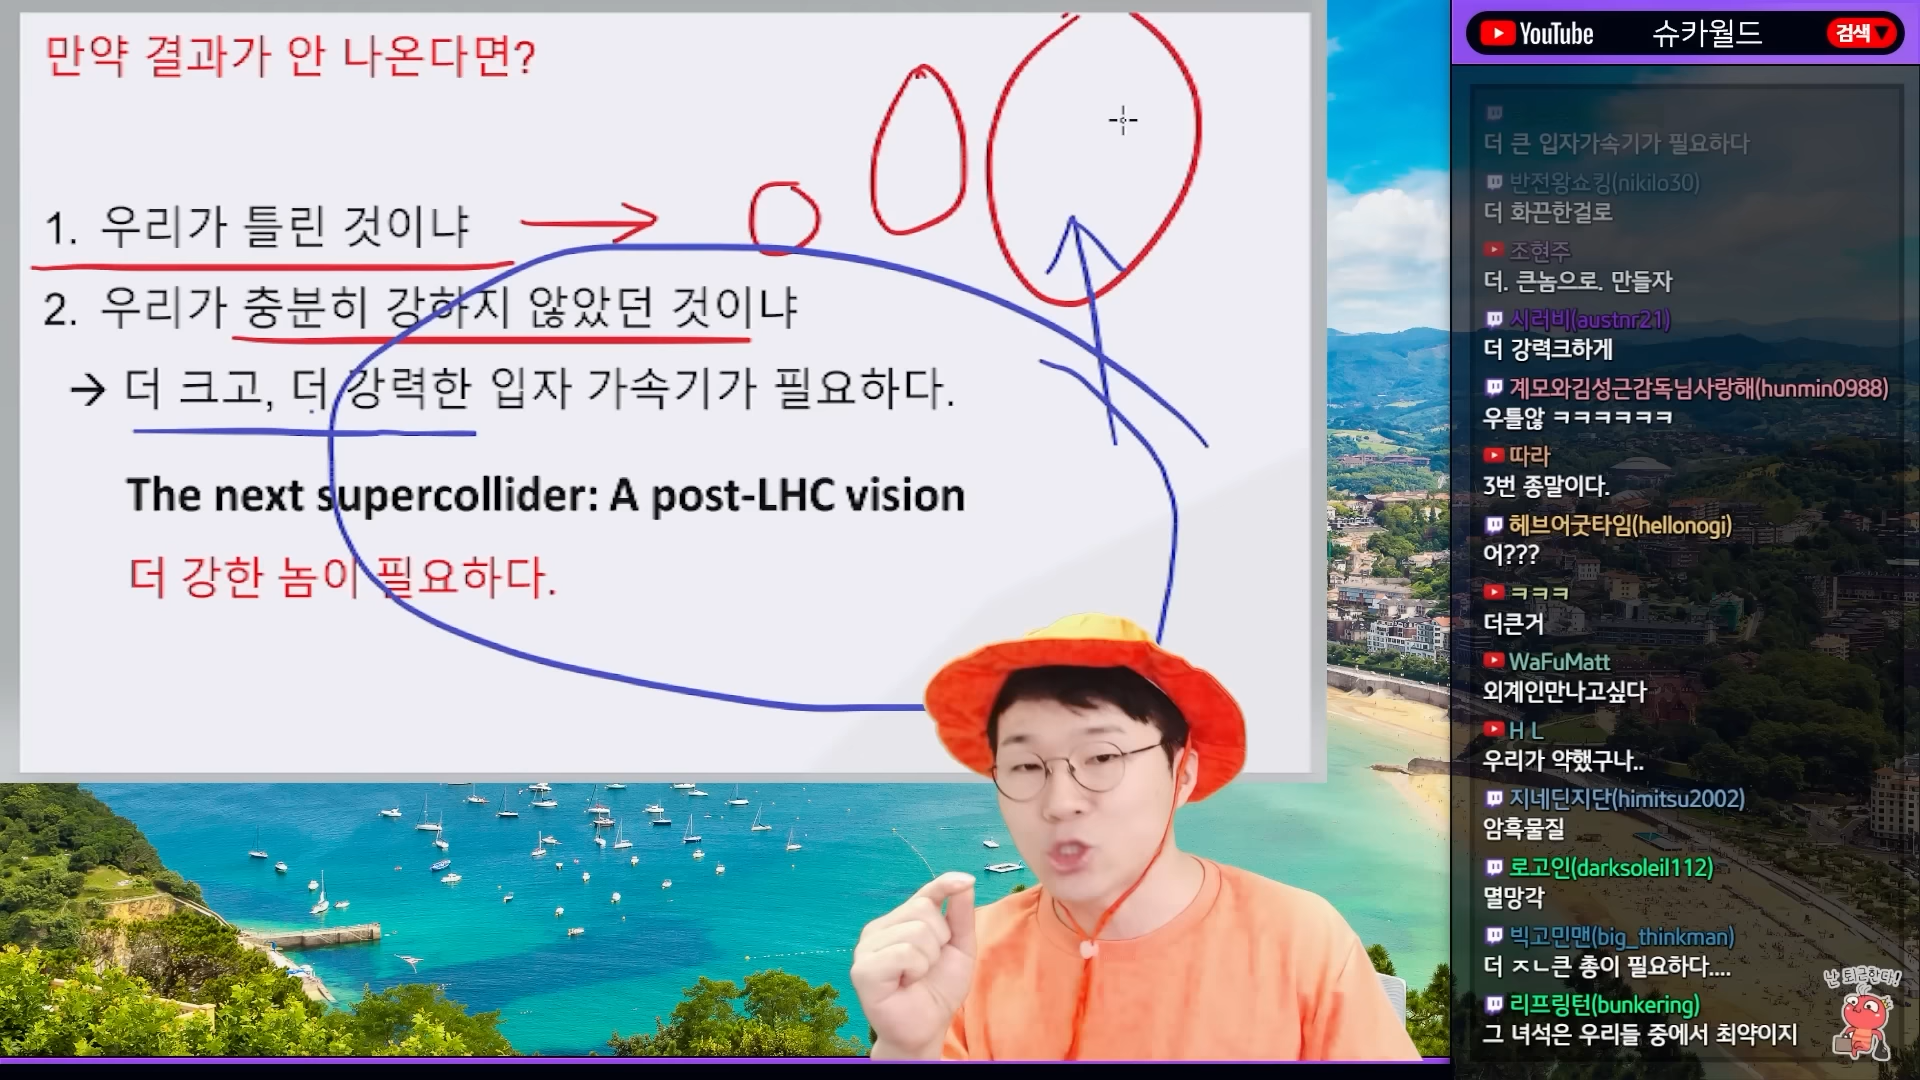 만약 결과가 안 나온다면?
1. 우리가 틀린 것이냐
2. 우리가 충분히 강하지 않았던 것이냐
→ 더 크고, 더 강력한 입자 가속기가 필요하다.
The next supercollider: A post-LHC vision
더 강한 놈이 필요하다.
YouTube 슈카월드 검색
더 큰 입자가속기가 필요하다
반전왕쇼킹(nikilo30)
더 화끈한걸로
조현주
더. 큰놈으로. 만들자
시러비(austnr21)
더 강력크하게
계모와김성근감독님사랑해(hunmin0988)
우틀않 ㅋㅋㅋㅋㅋㅋ
따라
3번 종말이다.
헤브어굿타임(hellonogi)
어???
ㅋㅋㅋ
더큰거
WaFuMatt
외계인만나고싶다
H L
우리가 약했구나..
지네딘지단(himitsu2002)
암흑물질
로고인(darksoleil112)
멸망각
빅고민맨(big_thinkman)
더 ㅈㄴ큰 총이 필요하다....
리프링턴(bunkering)
그 녀석은 우리들 중에서 최약이지
난 퇴근한다!